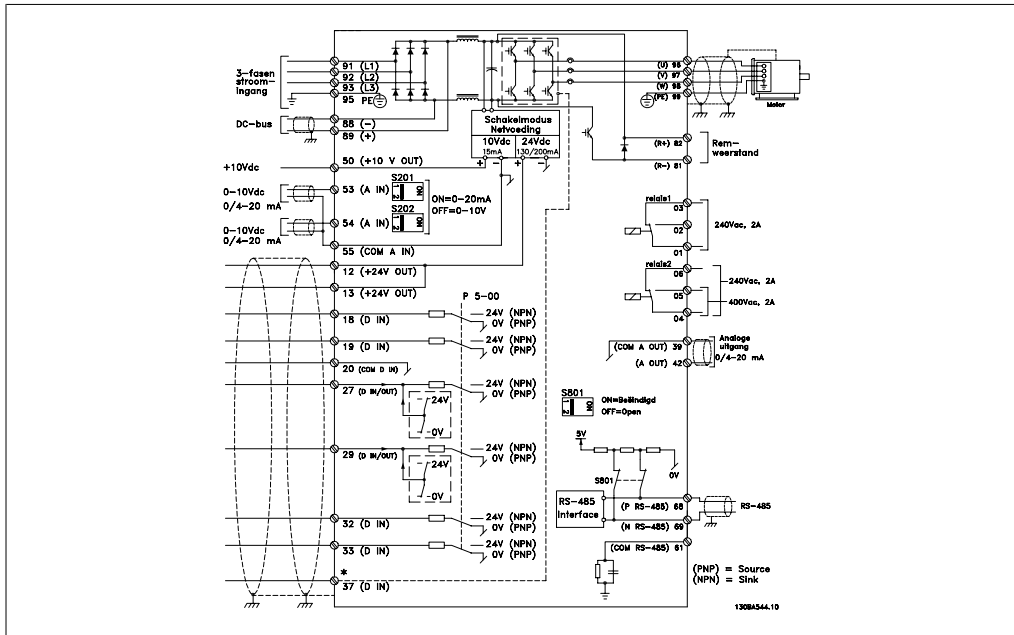 3-fasen
stroom-
ingang
91 (L1)
92 (L2)
93 (L3)
95 PE
DC-bus
88 (-)
89 (+)
+10Vdc
50 (+10 V OUT)
0-10Vdc
0/4-20 mA
53 (A IN)
S201
1 2
ON
ON=0-20mA
OFF=0-10V
S202
1 2
ON
0-10Vdc
0/4-20 mA
54 (A IN)
55 (COM A IN)
12 (+24V OUT)
13 (+24V OUT)
Schakelmodus
Netvoeding
10Vdc
15mA
24Vdc
130/200mA
+ - + -
P 5-00
18 (D IN)
24V (NPN)
0V (PNP)
19 (D IN)
24V (NPN)
0V (PNP)
20 (COM D IN)
27 (D IN/OUT)
24V (NPN)
0V (PNP)
24V
0V
29 (D IN/OUT)
24V (NPN)
0V (PNP)
24V
0V
32 (D IN)
24V (NPN)
0V (PNP)
33 (D IN)
24V (NPN)
0V (PNP)
*
37 (D IN)
(U) 96
(V) 97
(W) 98
(PE) 99
Motor
(R+) 82
(R-) 81
Rem-
weerstand
relais1
03
02
01
240Vac, 2A
relais2
06
05
04
240Vac, 2A
400Vac, 2A
(COM A OUT) 39
(A OUT) 42
Analoge
uitgang
0/4-20 mA
S801
1 2
ON
ON=Beëindigd
OFF=Open
5V
S801
0V
RS-485
Interface
(P RS-485) 68
(N RS-485) 69
(COM RS-485) 61
RS-485
(PNP) = Source
(NPN) = Sink
130BA544.10